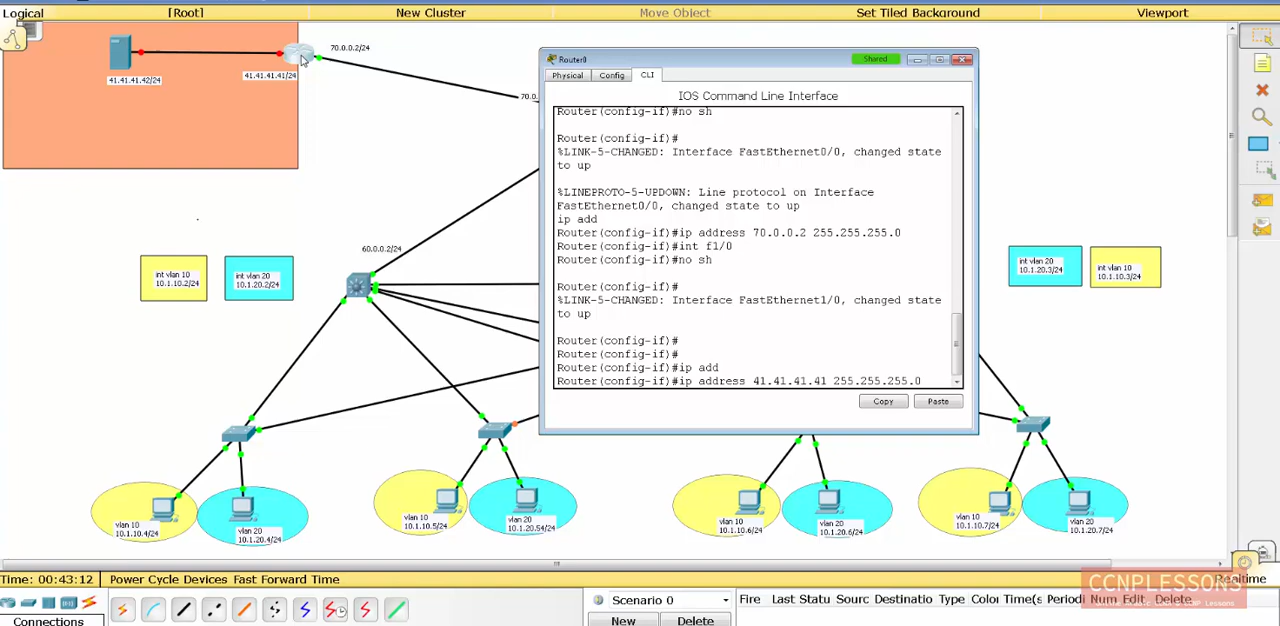 Logical
[Root]
New Cluster
Move Object
Set Tiled Background
Viewport
70.0.0.2/24
41.41.41.42/24
41.41.41.41/24
70.0
Router0
Shared
Physical
Config
CLI
IOS Command Line Interface
Router(config-if)#no sh
Router(config-if)#
%LINK-5-CHANGED: Interface FastEthernet0/0, changed state
to up
%LINEPROTO-5-UPDOWN: Line protocol on Interface
FastEthernet0/0, changed state to up
ip add
Router(config-if)#ip address 70.0.0.2 255.255.255.0
Router(config-if)#int f1/0
Router(config-if)#no sh
Router(config-if)#
%LINK-5-CHANGED: Interface FastEthernet1/0, changed state
to up
Router(config-if)#
Router(config-if)#
Router(config-if)#ip add
Router(config-if)#ip address 41.41.41.41 255.255.255.0
Copy
Paste
60.0.0.2/24
int vlan 10
10.1.10.2/24
int vlan 20
10.1.20.2/24
int vlan 20
10.1.20.3/24
int vlan 10
10.1.10.3/24
vlan 10
10.1.10.4/24
vlan 20
10.1.20.4/24
vlan 10
10.1.10.5/24
vlan 20
10.1.20.54/24
vlan 10
10.1.10.6/24
vlan 20
10.1.20.6/24
vlan 10
10.1.10.7/24
vlan 20
10.1.20.7/24
Time: 00:43:12
Power Cycle Devices Fast Forward Time
Realtime
CCNPLESSONS
Connections
Scenario 0
New
Delete
Fire Last Statu Sourc Destinatio Type Color Time(s Periodi Num Edit Delete